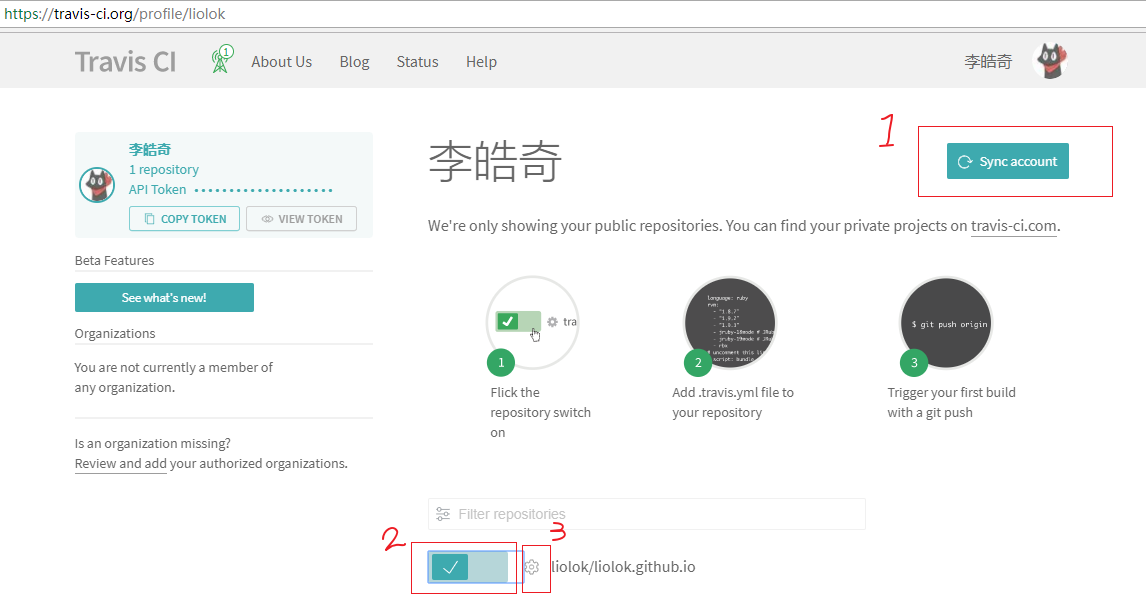 https://travis-ci.org/profile/liolok
Travis CI
1
About Us
Blog
Status
Help
李皓奇
李皓奇
1 repository
API Token
COPY TOKEN
VIEW TOKEN
Beta Features
See what's new!
Organizations
You are not currently a member of
any organization.
Is an organization missing?
Review and add your authorized organizations.
李皓奇
1
Sync account
We're only showing your public repositories. You can find your private projects on travis-ci.com.
tra
1
Flick the
repository switch
on
language: ruby
rvm:
- "1.8.7"
- "1.9.2"
- "1.9.3"
- jruby-18mode # JRub
- jruby-19mode # JRu
- rbx
# uncomment this li
script: bundle
2
Add .travis.yml file to
your repository
$ git push origin
3
Trigger your first build
with a git push
Filter repositories
2
3
liolok/liolok.github.io